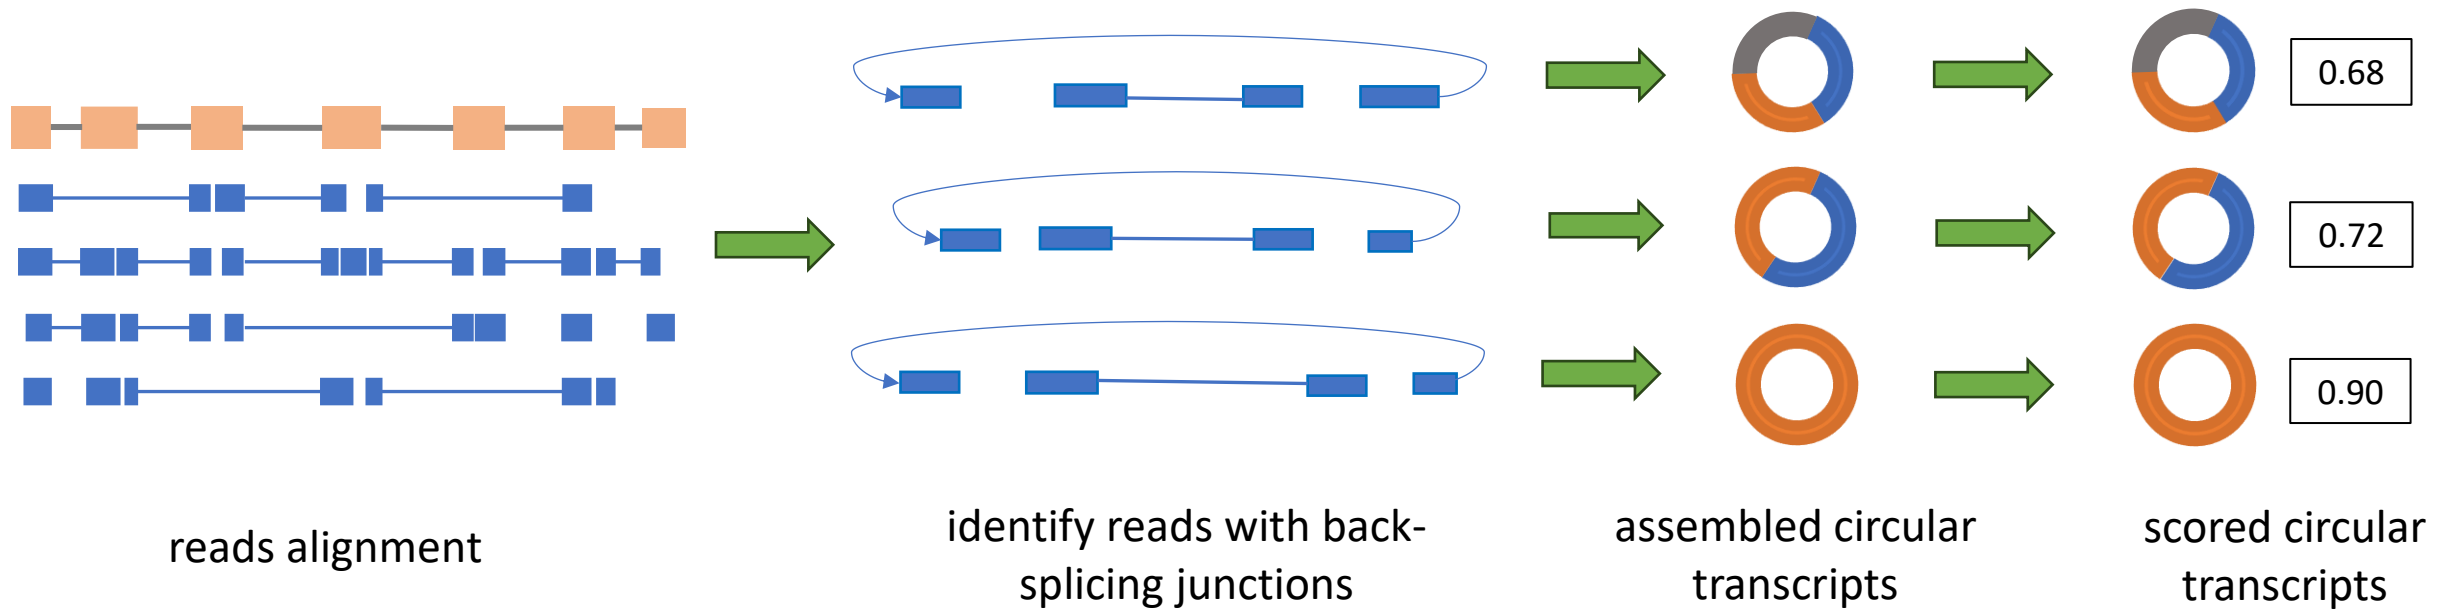 0.68
0.72
0.90
reads alignment
identify reads with back-
splicing junctions
assembled circular
transcripts
scored circular
transcripts